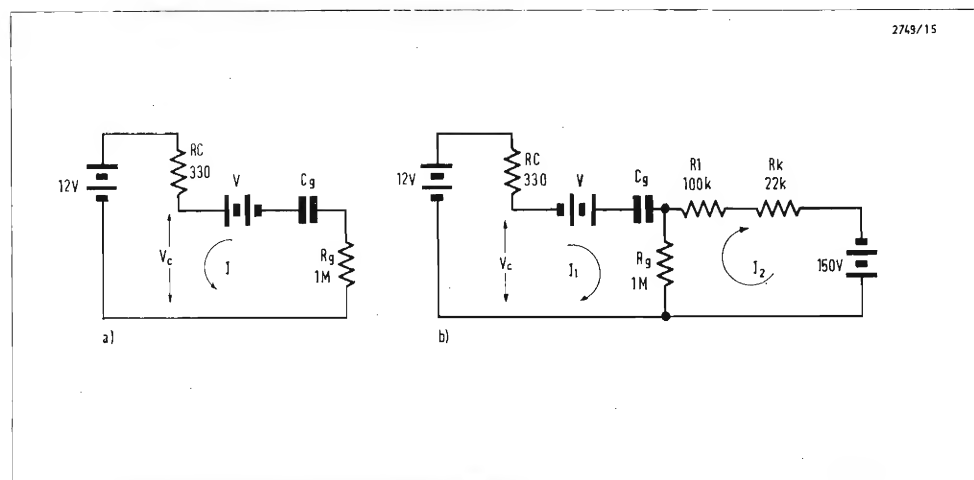 2749/15
RC
330
12V
V
Cg
Vc
I
Rg
1M
a)
RC
330
12V
V
Cg
R1
100k
Rk
22k
Vc
I1
Rg
1M
I2
150V
b)